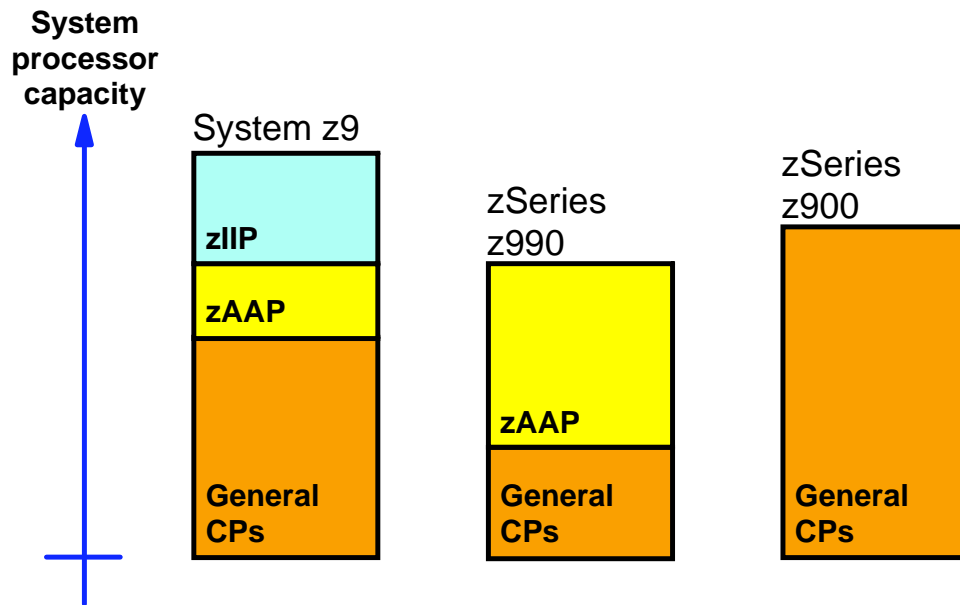 System
processor
capacity
System z9
zIIP
zAAP
General
CPs
zSeries
z990
zAAP
General
CPs
zSeries
z900
General
CPs